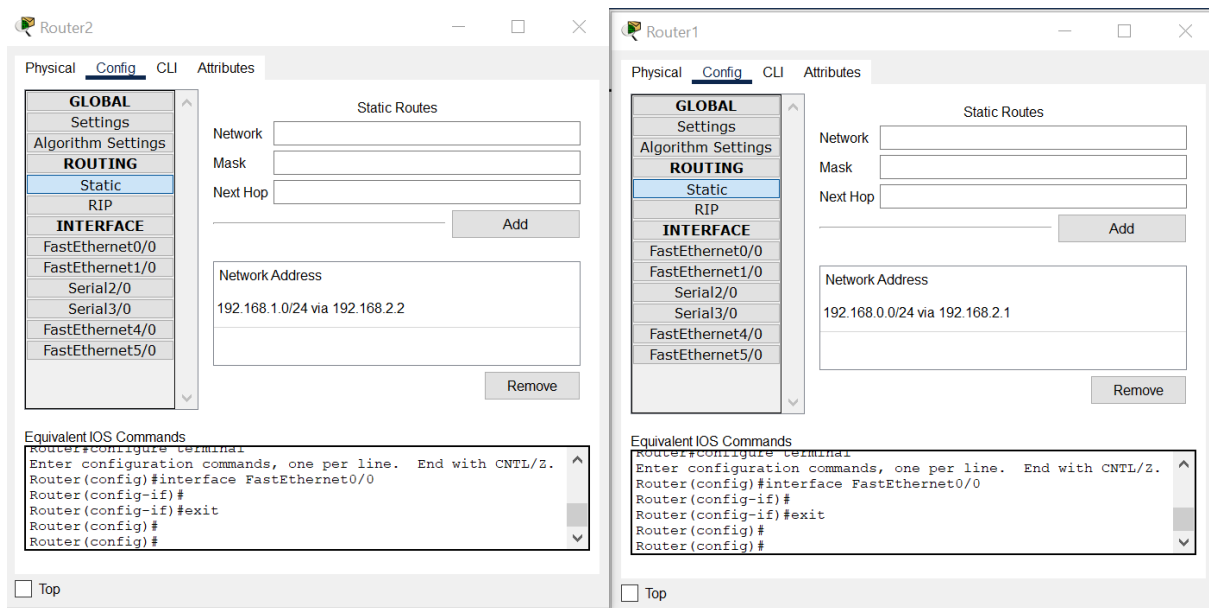 Router2
Physical Config CLI Attributes
GLOBAL
Settings
Algorithm Settings
ROUTING
Static
RIP
INTERFACE
FastEthernet0/0
FastEthernet1/0
Serial2/0
Serial3/0
FastEthernet4/0
FastEthernet5/0
Static Routes
Network
Mask
Next Hop
Add
Network Address
192.168.1.0/24 via 192.168.2.2
Remove
Equivalent IOS Commands
Router#configure terminal
Enter configuration commands, one per line. End with CNTL/Z.
Router(config)#interface FastEthernet0/0
Router(config-if)#
Router(config-if)#exit
Router(config)#
Router(config)#
Top
Router1
Physical Config CLI Attributes
GLOBAL
Settings
Algorithm Settings
ROUTING
Static
RIP
INTERFACE
FastEthernet0/0
FastEthernet1/0
Serial2/0
Serial3/0
FastEthernet4/0
FastEthernet5/0
Static Routes
Network
Mask
Next Hop
Add
Network Address
192.168.0.0/24 via 192.168.2.1
Remove
Equivalent IOS Commands
Router#configure terminal
Enter configuration commands, one per line. End with CNTL/Z.
Router(config)#interface FastEthernet0/0
Router(config-if)#
Router(config-if)#exit
Router(config)#
Router(config)#
Top